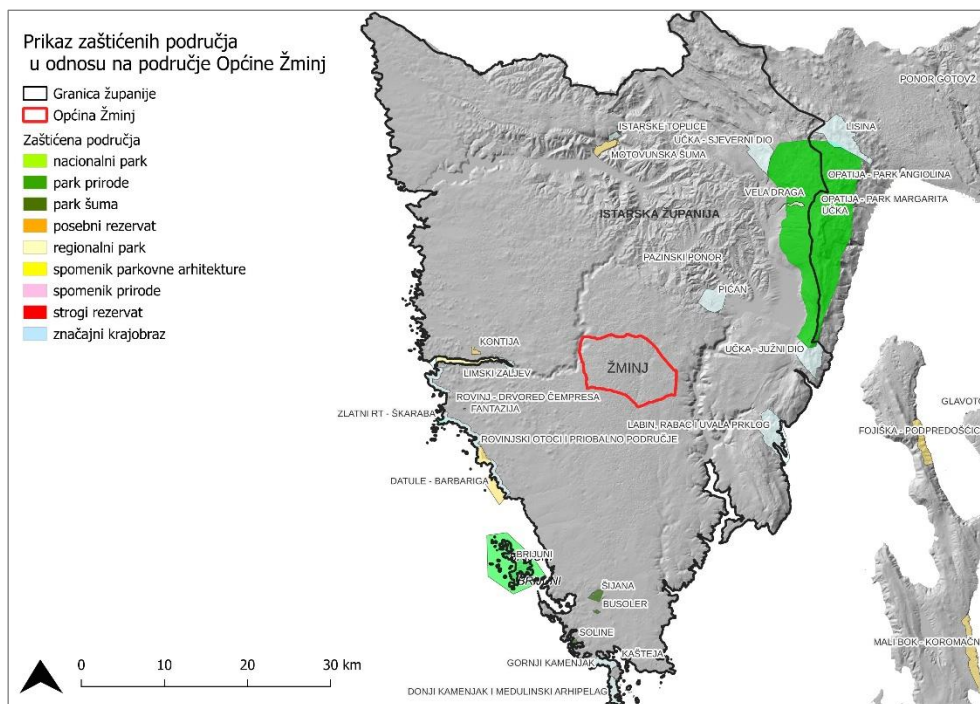 Prikaz zaštićenih područja
u odnosu na područje Općine Žminj
Granica županije
Općina Žminj
Zaštićena područja
nacionalni park
park prirode
park šuma
posebni rezervat
regionalni park
spomenik parkovne arhitekture
spomenik prirode
strogi rezervat
značajni krajobraz
PONOR GOTOVŽ
ISTARSKE TOPLICE
LISINA
UČKA - SJEVERNI DIO
MOTOVUNSKA ŠUMA
OPATIJA - PARK ANGIOLINA
VELA DRAGA
OPATIJA - PARK MARGARITA
UČKA
ISTARSKA ŽUPANIJA
PAZINSKI PONOR
PIĆAN
KONTIJA
UČKA - JUŽNI DIO
LIMSKI ZALJEV
ŽMINJ
ROVINJ - DRVORED ČEMPRESA
FANTAZIJA
GLAVOTO
ZLATNI RT - ŠKARABA
LABIN, RABAC I UVALA PRKLOG
FOJIŠKA - PODPREDOŠĆIC
ROVINJSKI OTOCI I PRIOBALNO PODRUČJE
DATULE - BARBARIGA
BRIJUNI
BRIJUNI
ŠIJANA
BUSOLER
SOLINE
MALI BOK - KOROMAČN
KAŠTEJA
GORNJI KAMENJAK
DONJI KAMENJAK I MEDULINSKI ARHIPELAG
0 10 20 30 km